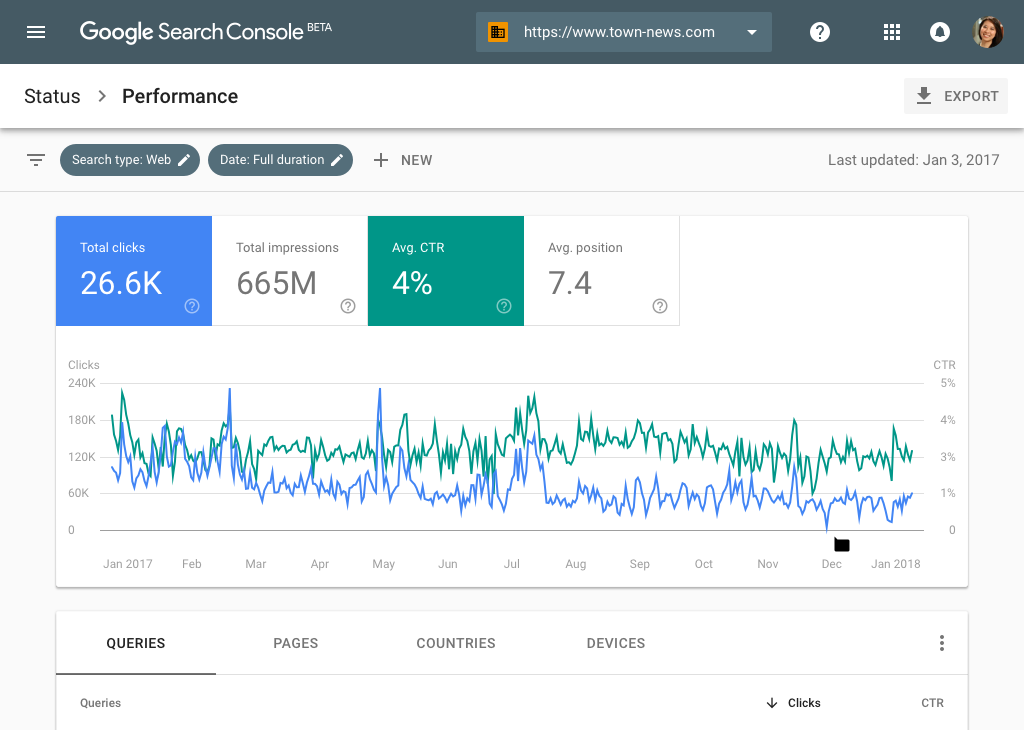 Google Search Console BETA
https://www.town-news.com
Status > Performance
EXPORT
Search type: Web
Date: Full duration
NEW
Last updated: Jan 3, 2017
Total clicks
26.6K
Total impressions
665M
Avg. CTR
4%
Avg. position
7.4
Clicks
CTR
240K
5%
180K
4%
120K
3%
60K
1%
0
0
Jan 2017 Feb Mar Apr May Jun Jul Aug Sep Oct Nov Dec Jan 2018
QUERIES PAGES COUNTRIES DEVICES
Queries Clicks CTR